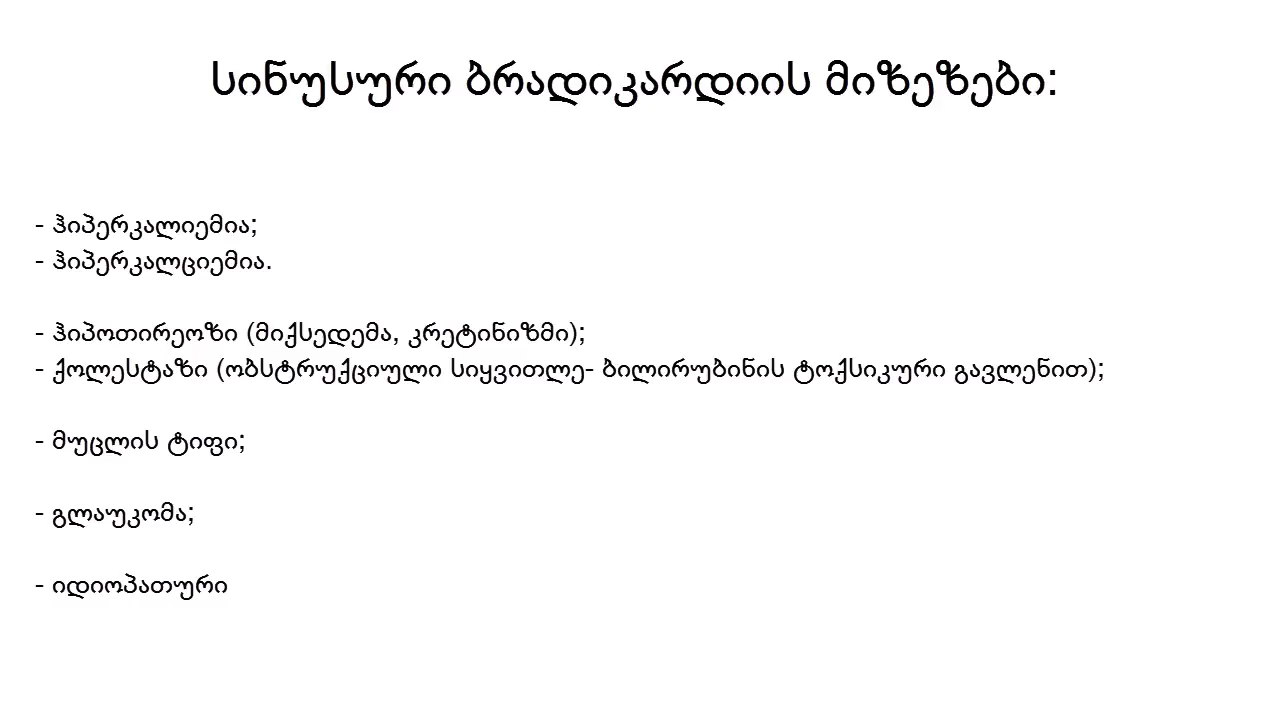 სინუსური ბრადიკარდიის მიზეზები:
- ჰიპერკალიემია;
- ჰიპერკალციემია.
- ჰიპოთირეოზი (მიქსედემა, კრეტინიზმი);
- ქოლესტაზი (ობსტრუქციული სიყვითლე- ბილირუბინის ტოქსიკური გავლენით);
- მუცლის ტიფი;
- გლაუკომა;
- იდიოპათური